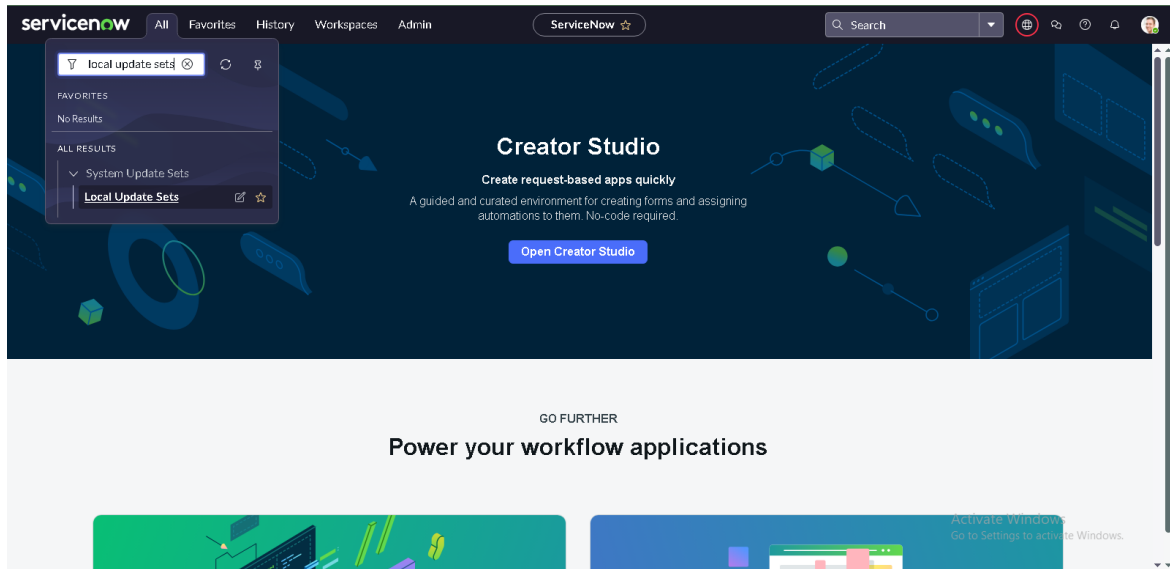 servicenow All Favorites History Workspaces Admin ServiceNow Search
local update sets
FAVORITES
No Results
ALL RESULTS
System Update Sets
Local Update Sets
Creator Studio
Create request-based apps quickly
A guided and curated environment for creating forms and assigning
automations to them. No-code required.
Open Creator Studio
GO FURTHER
Power your workflow applications
Activate Windows
Go to Settings to activate Windows.